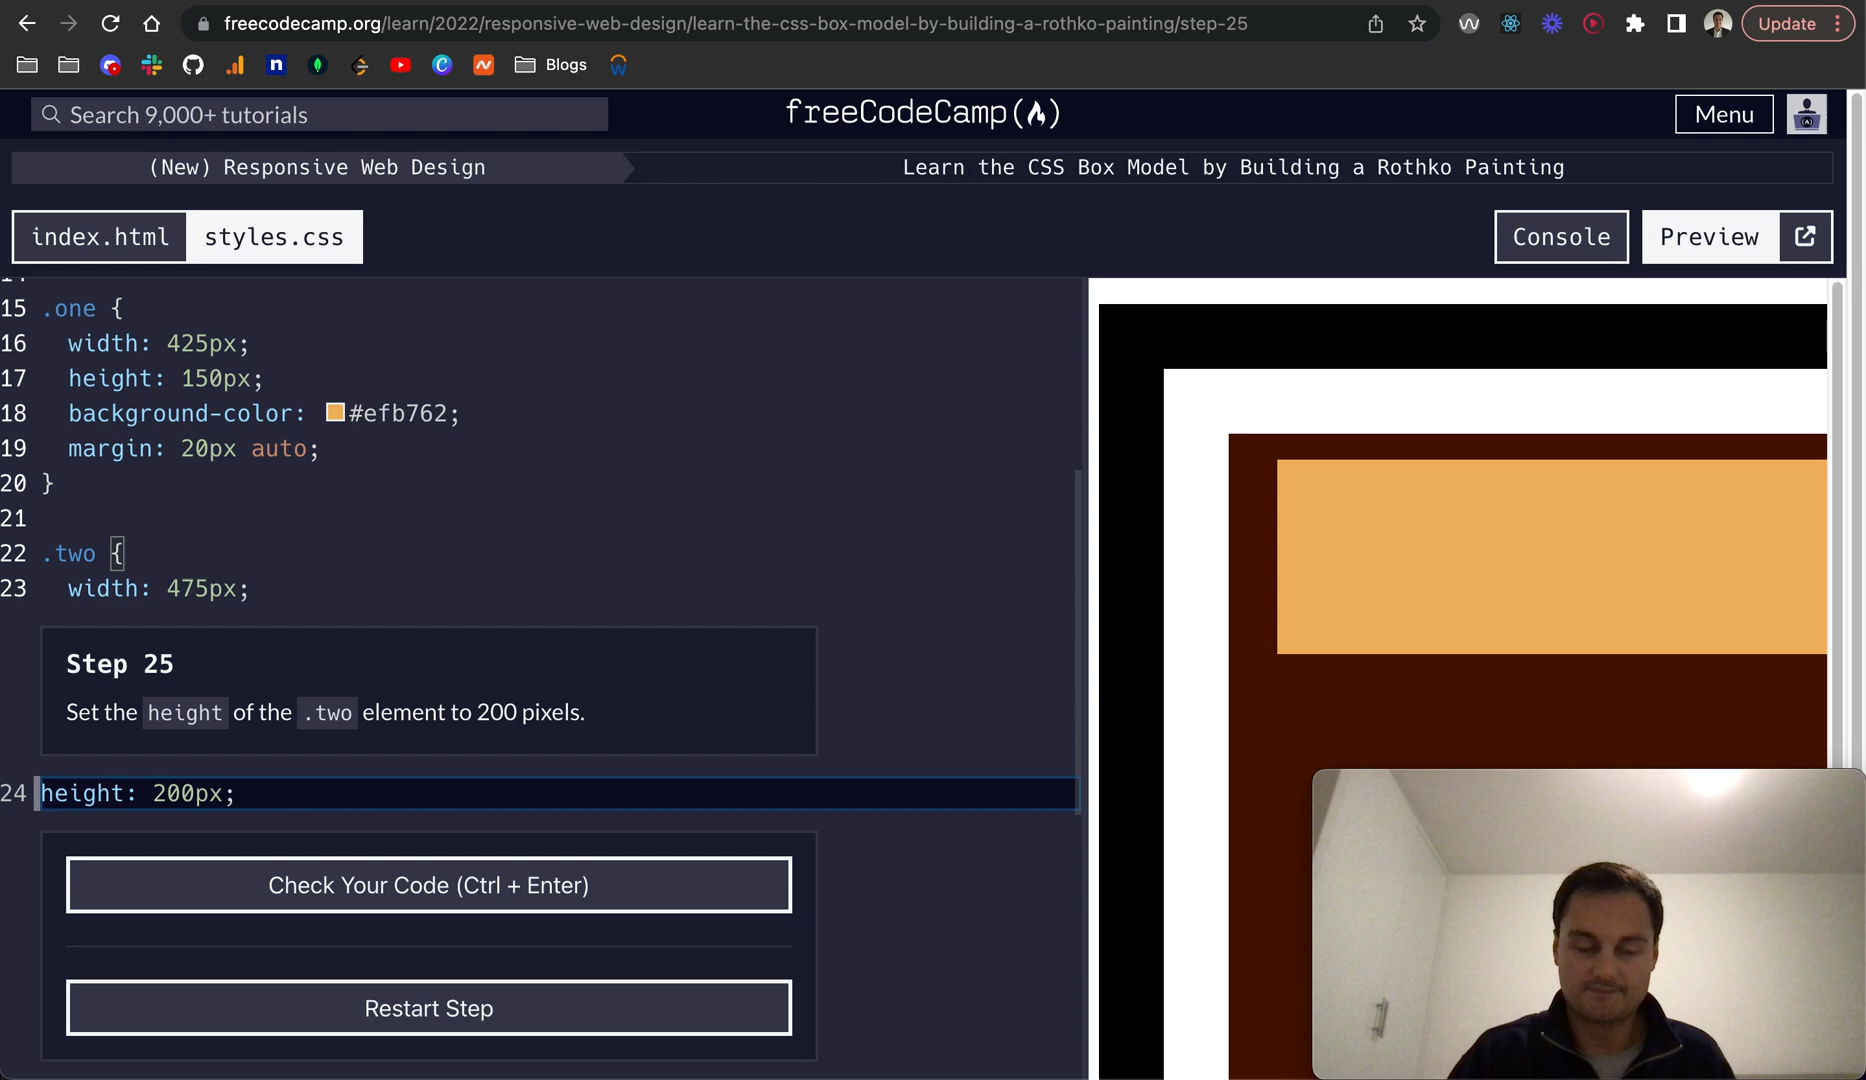 freecodecamp.org/learn/2022/responsive-web-design/learn-the-css-box-model-by-building-a-rothko-painting/step-25
Update
Blogs
Search 9,000+ tutorials
freeCodeCamp
Menu
(New) Responsive Web Design
Learn the CSS Box Model by Building a Rothko Painting
index.html
styles.css
Console
Preview
15 .one {
16 width: 425px;
17 height: 150px;
18 background-color: #efb762;
19 margin: 20px auto;
20 }
21
22 .two {
23 width: 475px;
Step 25
Set the height of the .two element to 200 pixels.
24 height: 200px;
Check Your Code (Ctrl + Enter)
Restart Step